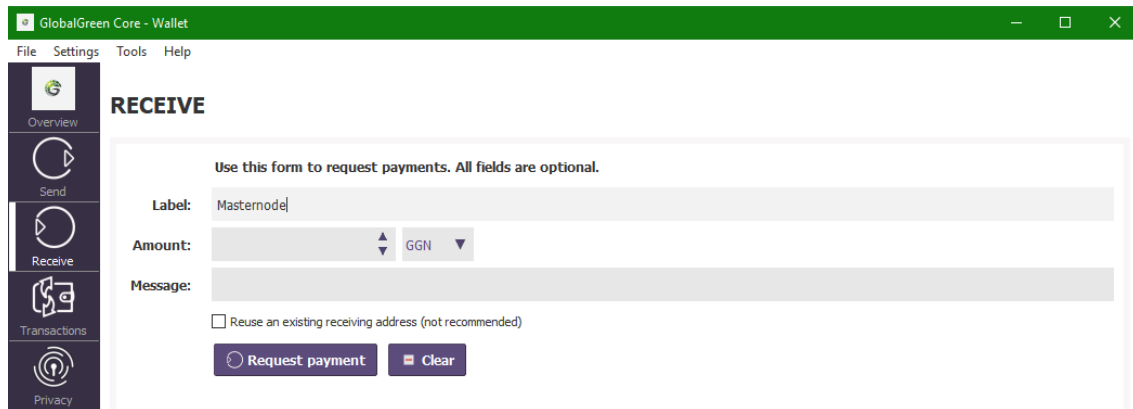 GlobalGreen Core - Wallet
File Settings Tools Help
Overview
Send
Receive
Transactions
Privacy
RECEIVE
Use this form to request payments. All fields are optional.
Label: Masternode
Amount: GGN
Message:
Reuse an existing receiving address (not recommended)
Request payment Clear